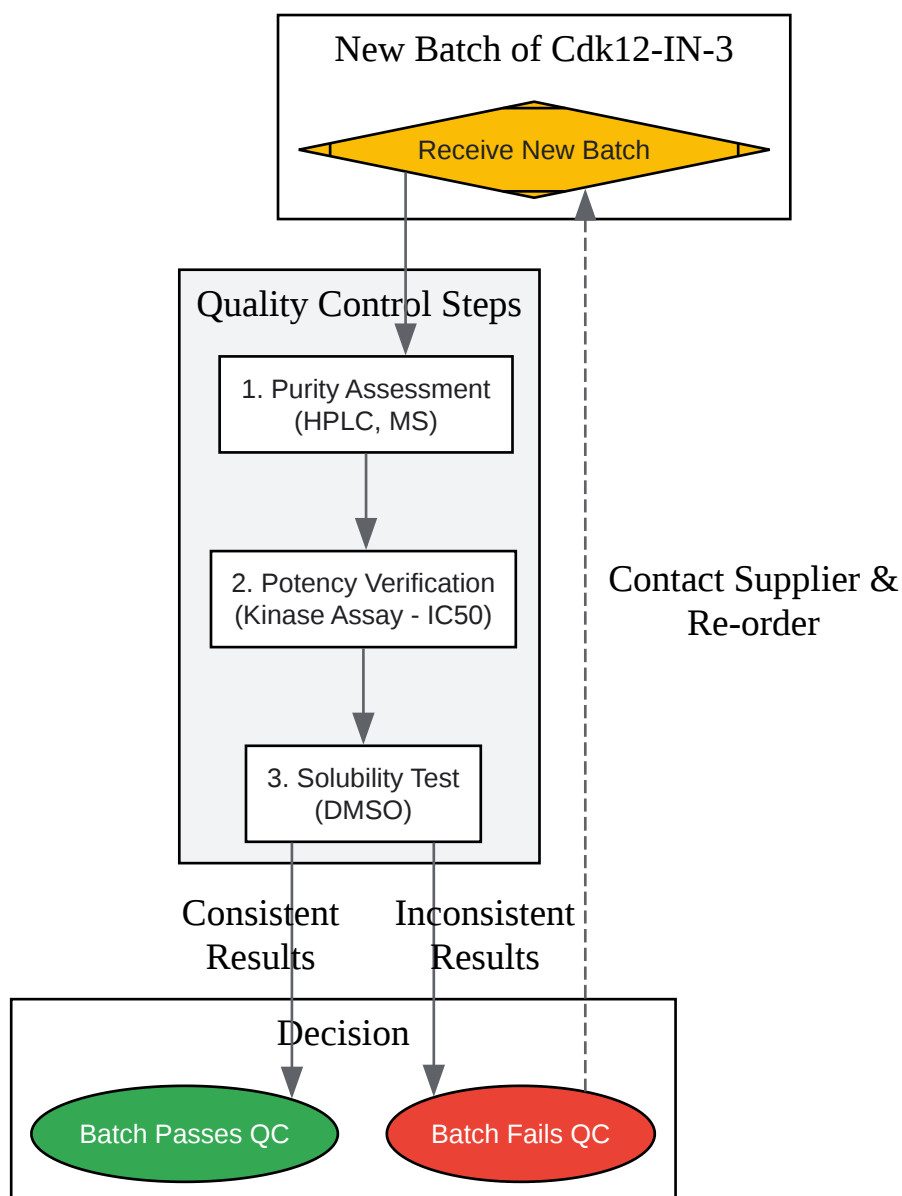 New Batch of Cdk12-IN-3
Receive New Batch
Quality Control Steps
1. Purity Assessment
(HPLC, MS)
2. Potency Verification
(Kinase Assay - IC50)
Contact Supplier &
Re-order
3. Solubility Test
(DMSO)
Consistent
Results
Inconsistent
Results
Decision
Batch Passes QC
Batch Fails QC